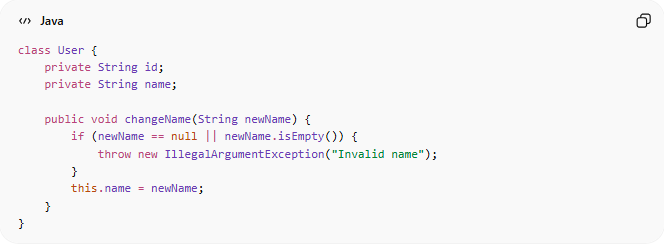 </> Java
class User {
    private String id;
    private String name;

    public void changeName(String newName) {
        if (newName == null || newName.isEmpty()) {
            throw new IllegalArgumentException("Invalid name");
        }
        this.name = newName;
    }
}